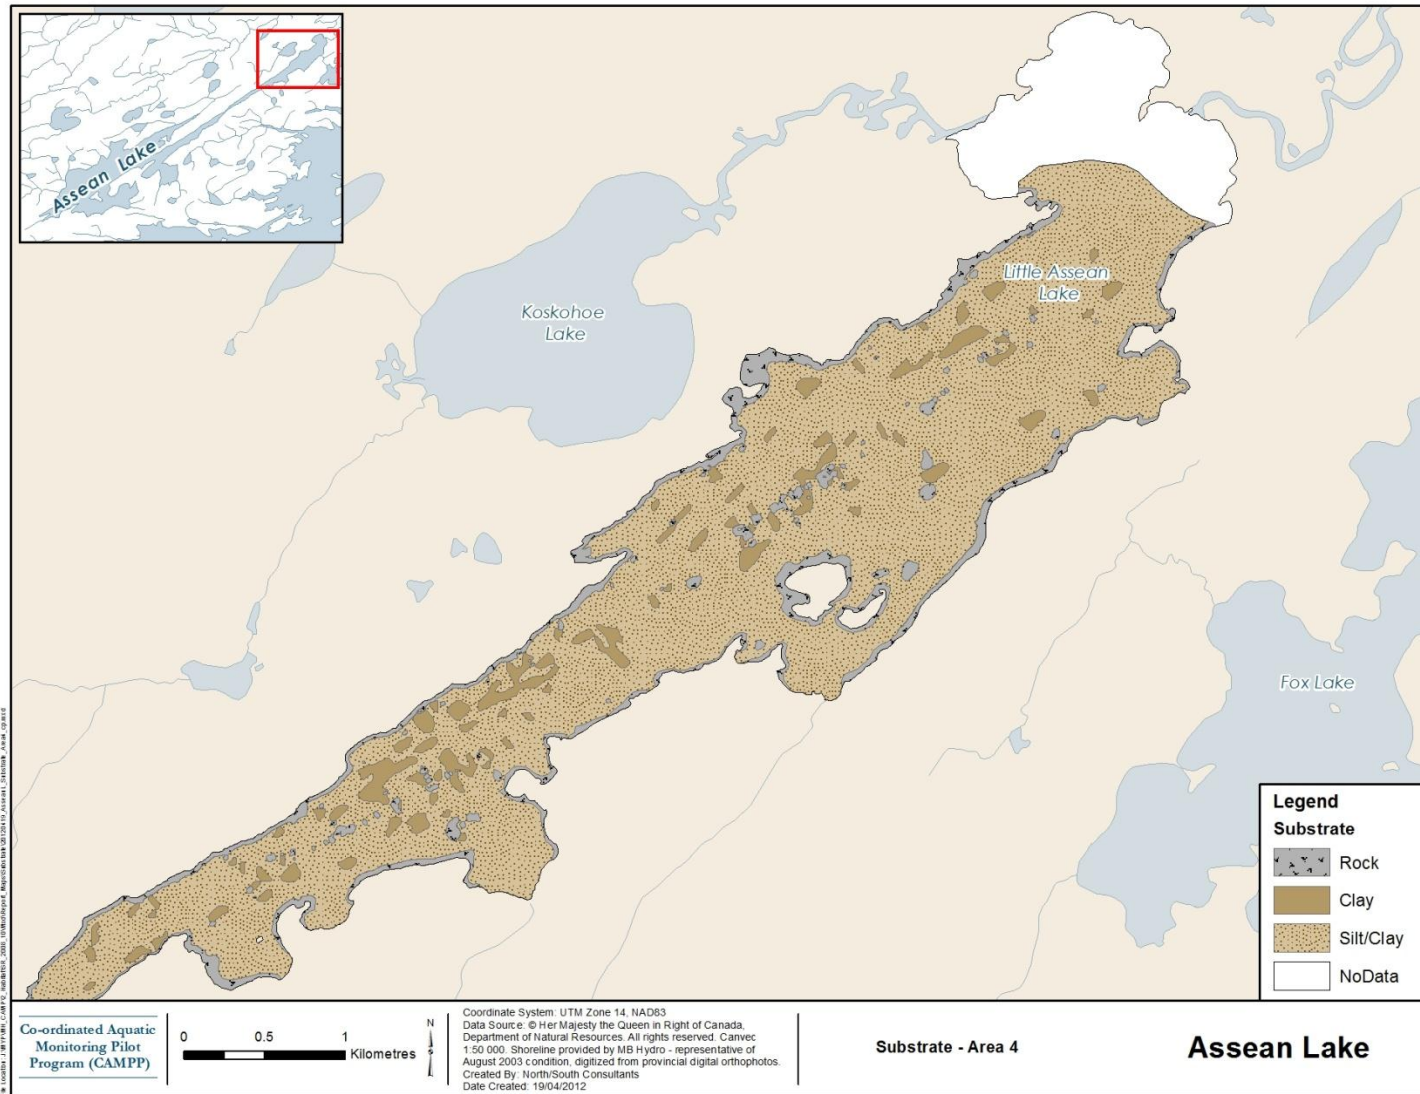 Assean Lake
Koskohoe
Lake
Little Assean
Lake
Fox Lake
Legend
Substrate
Rock
Clay
Silt/Clay
NoData
Co-ordinated Aquatic
Monitoring Pilot
Program (CAMPP)
0 0.5 1
Kilometres
N
Coordinate System: UTM Zone 14, NAD83
Data Source: © Her Majesty the Queen in Right of Canada,
Department of Natural Resources. All rights reserved. Canvec
1:50 000. Shoreline provided by MB Hydro - representative of
August 2003 condition, digitized from provincial digital orthophotos.
Created By: North/South Consultants
Date Created: 19/04/2012
Substrate - Area 4
Assean Lake